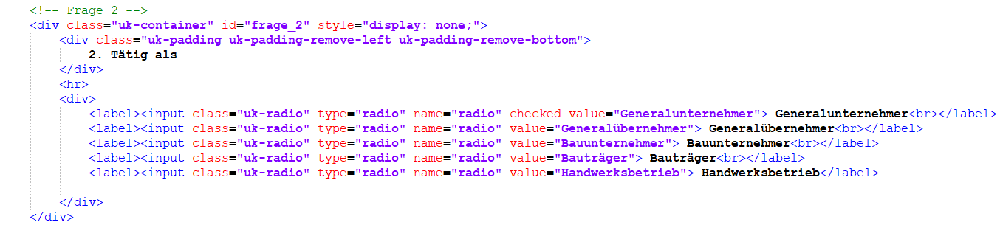 <!-- Frage 2 -->
<div class="uk-container" id="frage_2" style="display: none;">
<div class="uk-padding uk-padding-remove-left uk-padding-remove-bottom">
2. Tätig als
</div>
<hr>
<div>
<label><input class="uk-radio" type="radio" name="radio" checked value="Generalunternehmer"> Generalunternehmer<br></label>
<label><input class="uk-radio" type="radio" name="radio" value="Generalübernehmer"> Generalübernehmer<br></label>
<label><input class="uk-radio" type="radio" name="radio" value="Bauunternehmer"> Bauunternehmer<br></label>
<label><input class="uk-radio" type="radio" name="radio" value="Bauträger"> Bauträger<br></label>
<label><input class="uk-radio" type="radio" name="radio" value="Handwerksbetrieb"> Handwerksbetrieb</label>
</div>
</div>